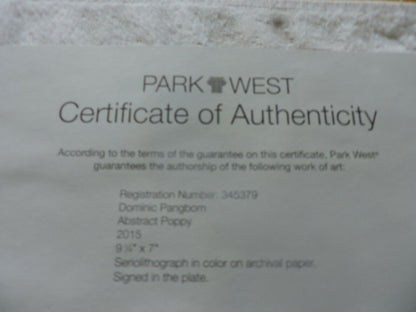 PARK WEST
Certificate of Authenticity
According to the terms of the guarantee on this certificate, Park West®
guarantees the authorship of the following work of art:
Registration Number: 345379
Dominic Pangborn
Abstract Poppy
2015
9 ¼" x 7"
Seriolithograph in color on archival paper.
Signed in the plate.